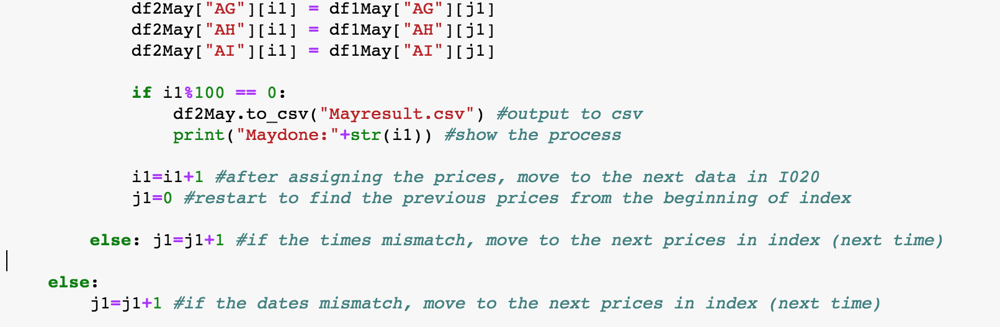 df2May["AG"][i1] = df1May["AG"][j1]
df2May["AH"][i1] = df1May["AH"][j1]
df2May["AI"][i1] = df1May["AI"][j1]
if i1%100 == 0:
df2May.to_csv("Mayresult.csv") #output to csv
print("Maydone:"+str(i1)) #show the process
i1=i1+1 #after assigning the prices, move to the next data in I020
j1=0 #restart to find the previous prices from the beginning of index
else: j1=j1+1 #if the times mismatch, move to the next prices in index (next time)
else:
j1=j1+1 #if the dates mismatch, move to the next prices in index (next time)